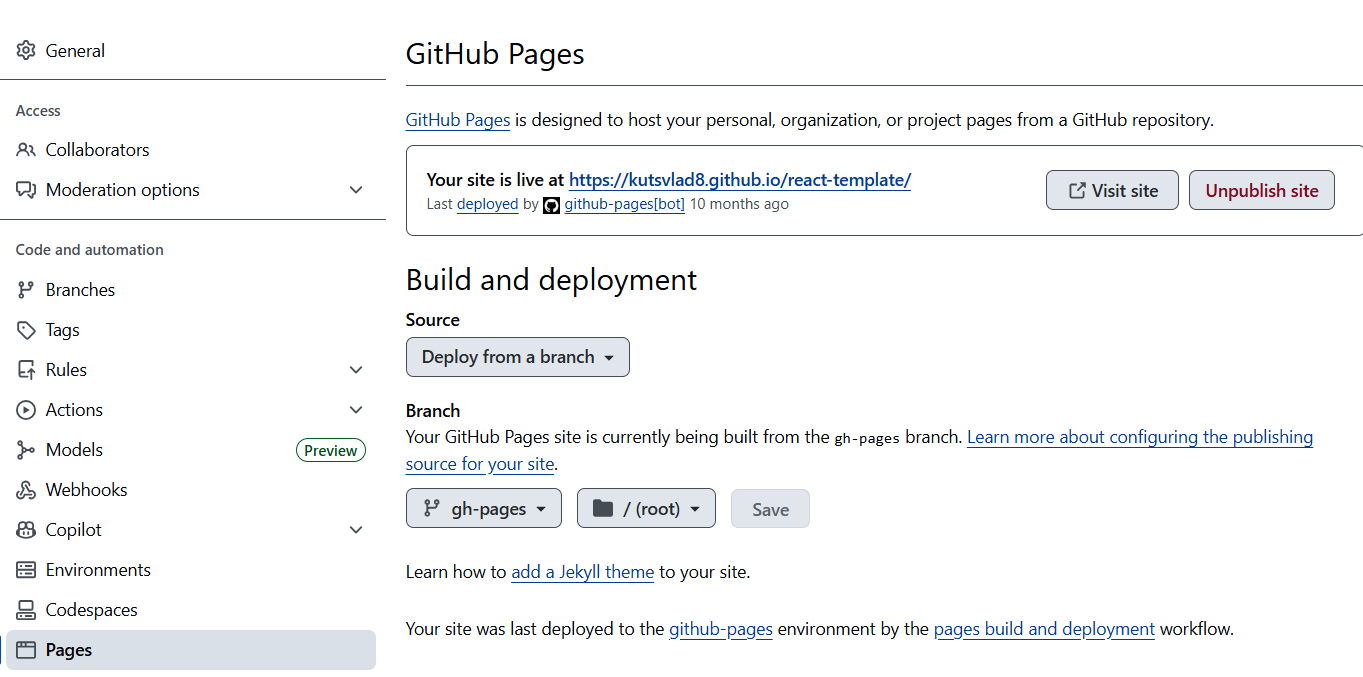 General
Access
Collaborators
Moderation options
Code and automation
Branches
Tags
Rules
Actions
Models
Preview
Webhooks
Copilot
Environments
Codespaces
Pages
GitHub Pages
GitHub Pages is designed to host your personal, organization, or project pages from a GitHub repository.
Your site is live at https://kutsvlad8.github.io/react-template/
Last deployed by github-pages[bot] 10 months ago
Visit site
Unpublish site
Build and deployment
Source
Deploy from a branch
Branch
Your GitHub Pages site is currently being built from the gh-pages branch. Learn more about configuring the publishing
source for your site.
gh-pages
/ (root)
Save
Learn how to add a Jekyll theme to your site.
Your site was last deployed to the github-pages environment by the pages build and deployment workflow.